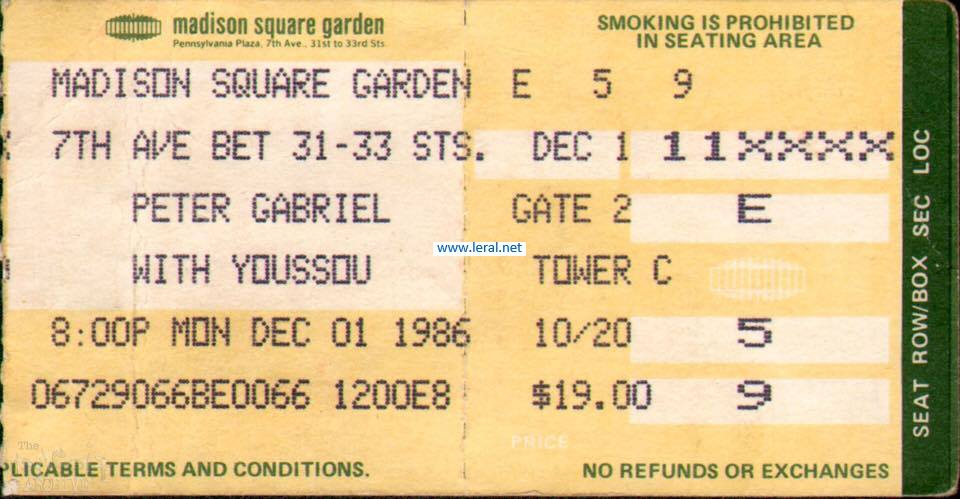 madison square garden
Pennsylvania Plaza, 7th Ave., 31st to 33rd Sts.
SMOKING IS PROHIBITED
IN SEATING AREA
MADISON SQUARE GARDEN E 5 9
7TH AVE BET 31-33 STS. DEC 1 11XXXX
PETER GABRIEL GATE 2 E
www.leral.net
WITH YOUSSOU TOWER C
8:00P MON DEC 01 1986 10/20 5
06729066BE0066 1200E8 $19.00 9
PRICE
PLICABLE TERMS AND CONDITIONS.
NO REFUNDS OR EXCHANGES
SEAT ROW/BOX SEC LOC
The